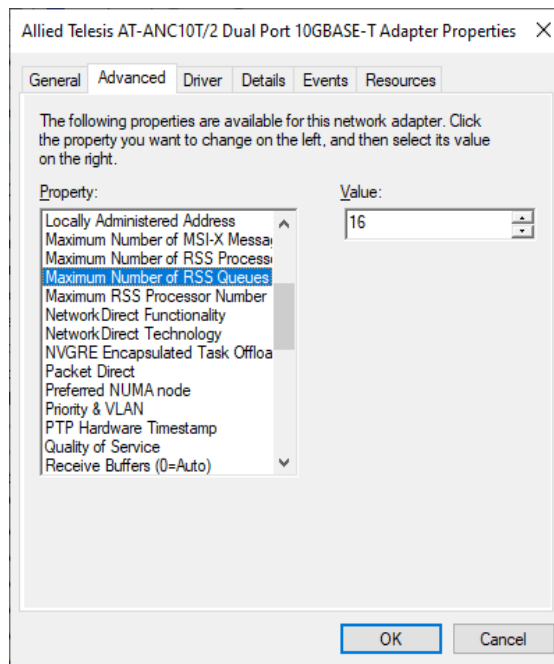 Allied Telesis AT-ANC10T/2 Dual Port 10GBASE-T Adapter Properties
General Advanced Driver Details Events Resources
The following properties are available for this network adapter. Click
the property you want to change on the left, and then select its value
on the right.
Property:
Value:
Locally Administered Address
Maximum Number of MSI-X Messa
Maximum Number of RSS Process
Maximum Number of RSS Queues
Maximum RSS Processor Number
NetworkDirect Functionality
NetworkDirect Technology
NVGRE Encapsulated Task Offloa
Packet Direct
Preferred NUMA node
Priority & VLAN
PTP Hardware Timestamp
Quality of Service
Receive Buffers (0=Auto)
16
OK Cancel